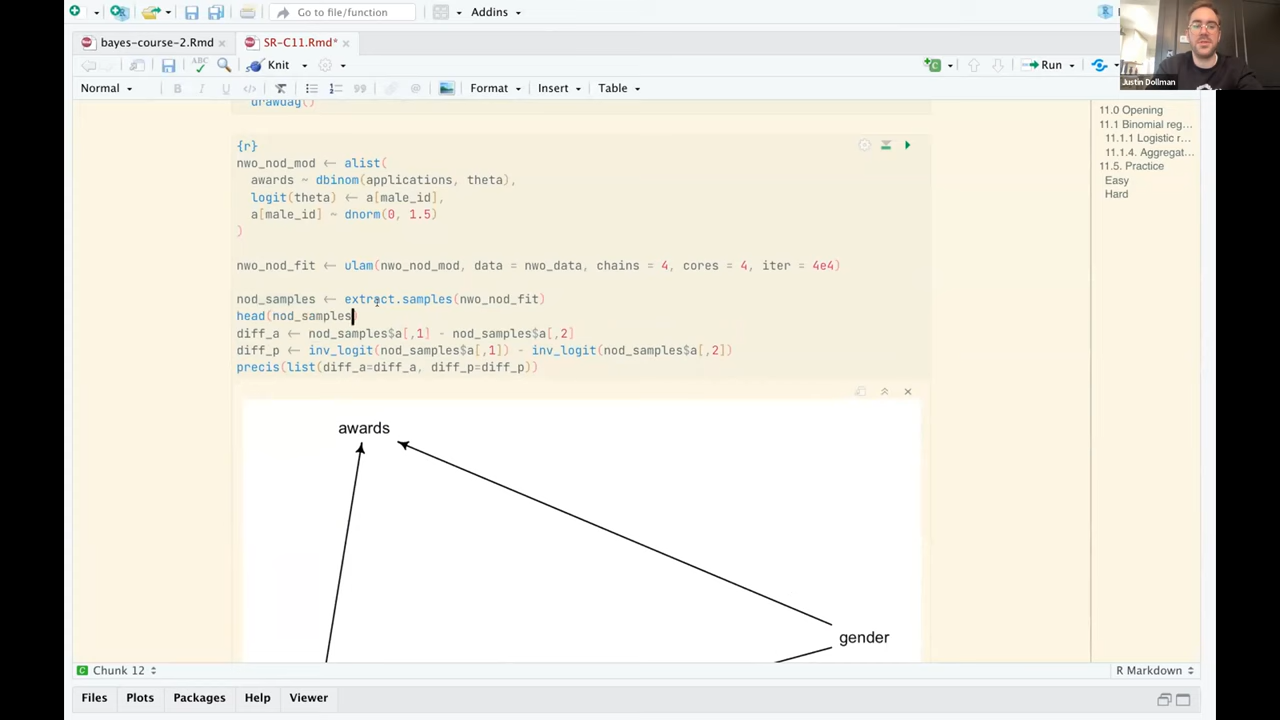 Go to file/function
Addins
R
bayes-course-2.Rmd
SR-C11.Rmd*
ABC
Knit
Run
Normal
B
I
U
</>
Format
Insert
Table
Justin Dollman
drawdag()
{r}
nwo_nod_mod <- alist(
awards ~ dbinom(applications, theta),
logit(theta) <- a[male_id],
a[male_id] ~ dnorm(0, 1.5)
)
nwo_nod_fit <- ulam(nwo_nod_mod, data = nwo_data, chains = 4, cores = 4, iter = 4e4)
nod_samples <- extract.samples(nwo_nod_fit)
head(nod_samples)
diff_a <- nod_samples$a[,1] - nod_samples$a[,2]
diff_p <- inv_logit(nod_samples$a[,1]) - inv_logit(nod_samples$a[,2])
precis(list(diff_a=diff_a, diff_p=diff_p))
awards
gender
11.0 Opening
11.1 Binomial reg...
11.1.1 Logistic r...
11.1.4. Aggregat...
11.5. Practice
Easy
Hard
C Chunk 12
R Markdown
Files
Plots
Packages
Help
Viewer